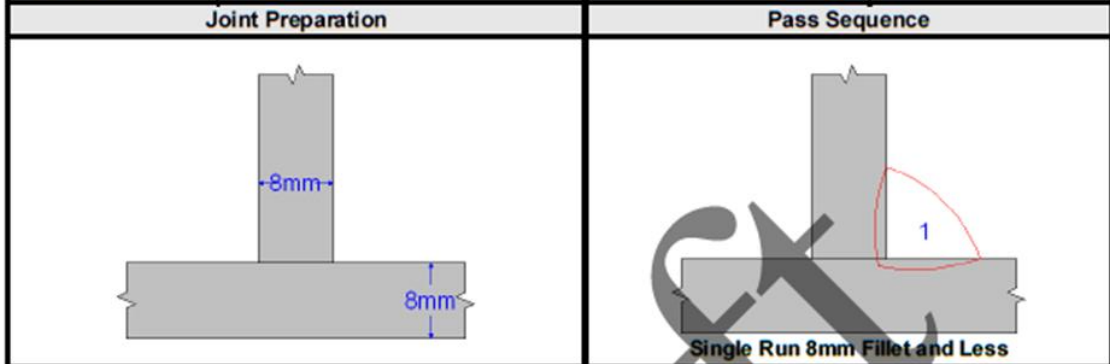 Joint Preparation
Pass Sequence
8mm
8mm
1
Single Run 8mm Fillet and Less